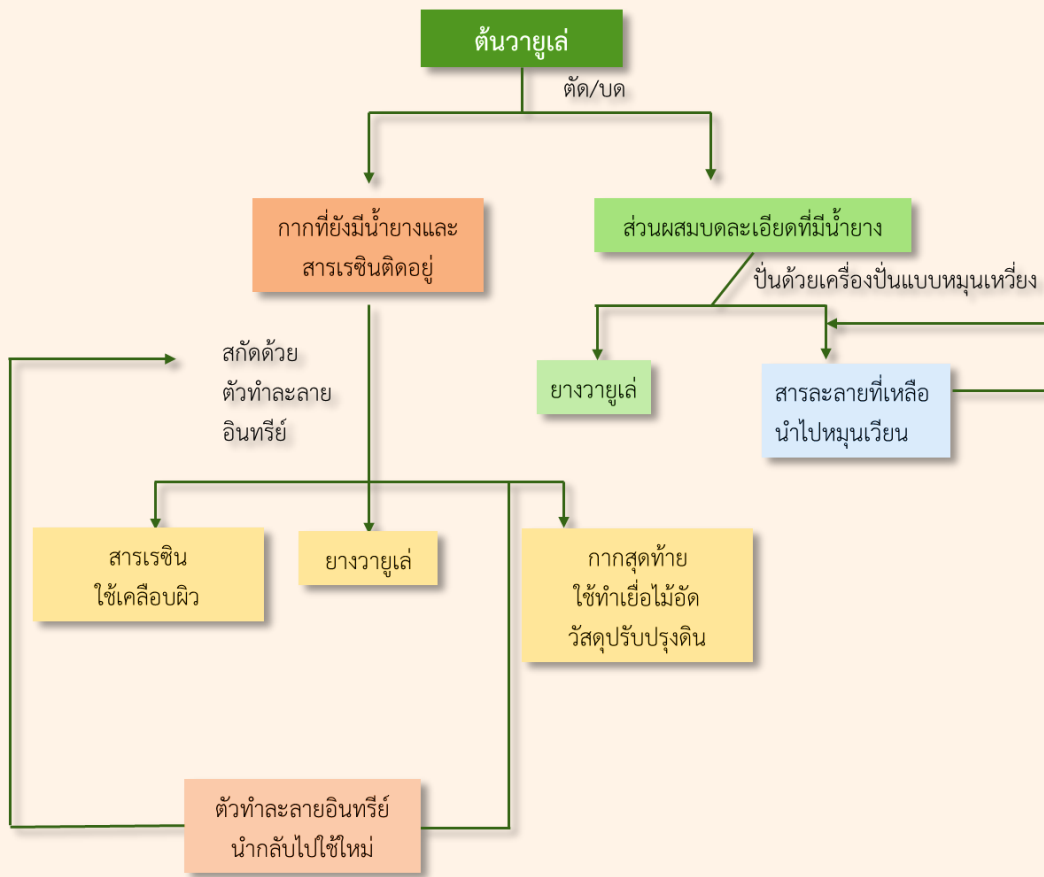 ต้นวายูเล่
ตัด/บด
กากที่ยังมีน้ำยางและ
สารเรซินติดอยู่
ส่วนผสมบดละเอียดที่มีน้ำยาง
ปั่นด้วยเครื่องปั่นแบบหมุนเหวี่ยง
สกัดด้วย
ตัวทำละลาย
อินทรีย์
ยางวายูเล่
สารละลายที่เหลือ
นำไปหมุนเวียน
สารเรซิน
ใช้เคลือบผิว
ยางวายูเล่
กากสุดท้าย
ใช้ทำเยื่อไม้อัด
วัสดุปรับปรุงดิน
ตัวทำละลายอินทรีย์
นำกลับไปใช้ใหม่